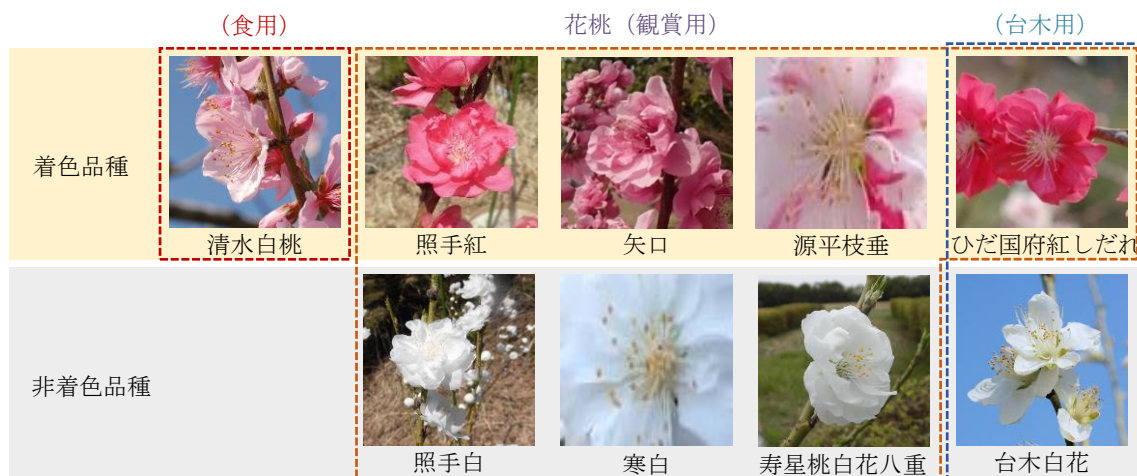 （食用）
花桃（観賞用）
（台木用）
着色品種
清水白桃
照手紅
矢口
源平枝垂
ひだ国府紅しだれ
非着色品種
照手白
寒白
寿星桃白花八重
台木白花